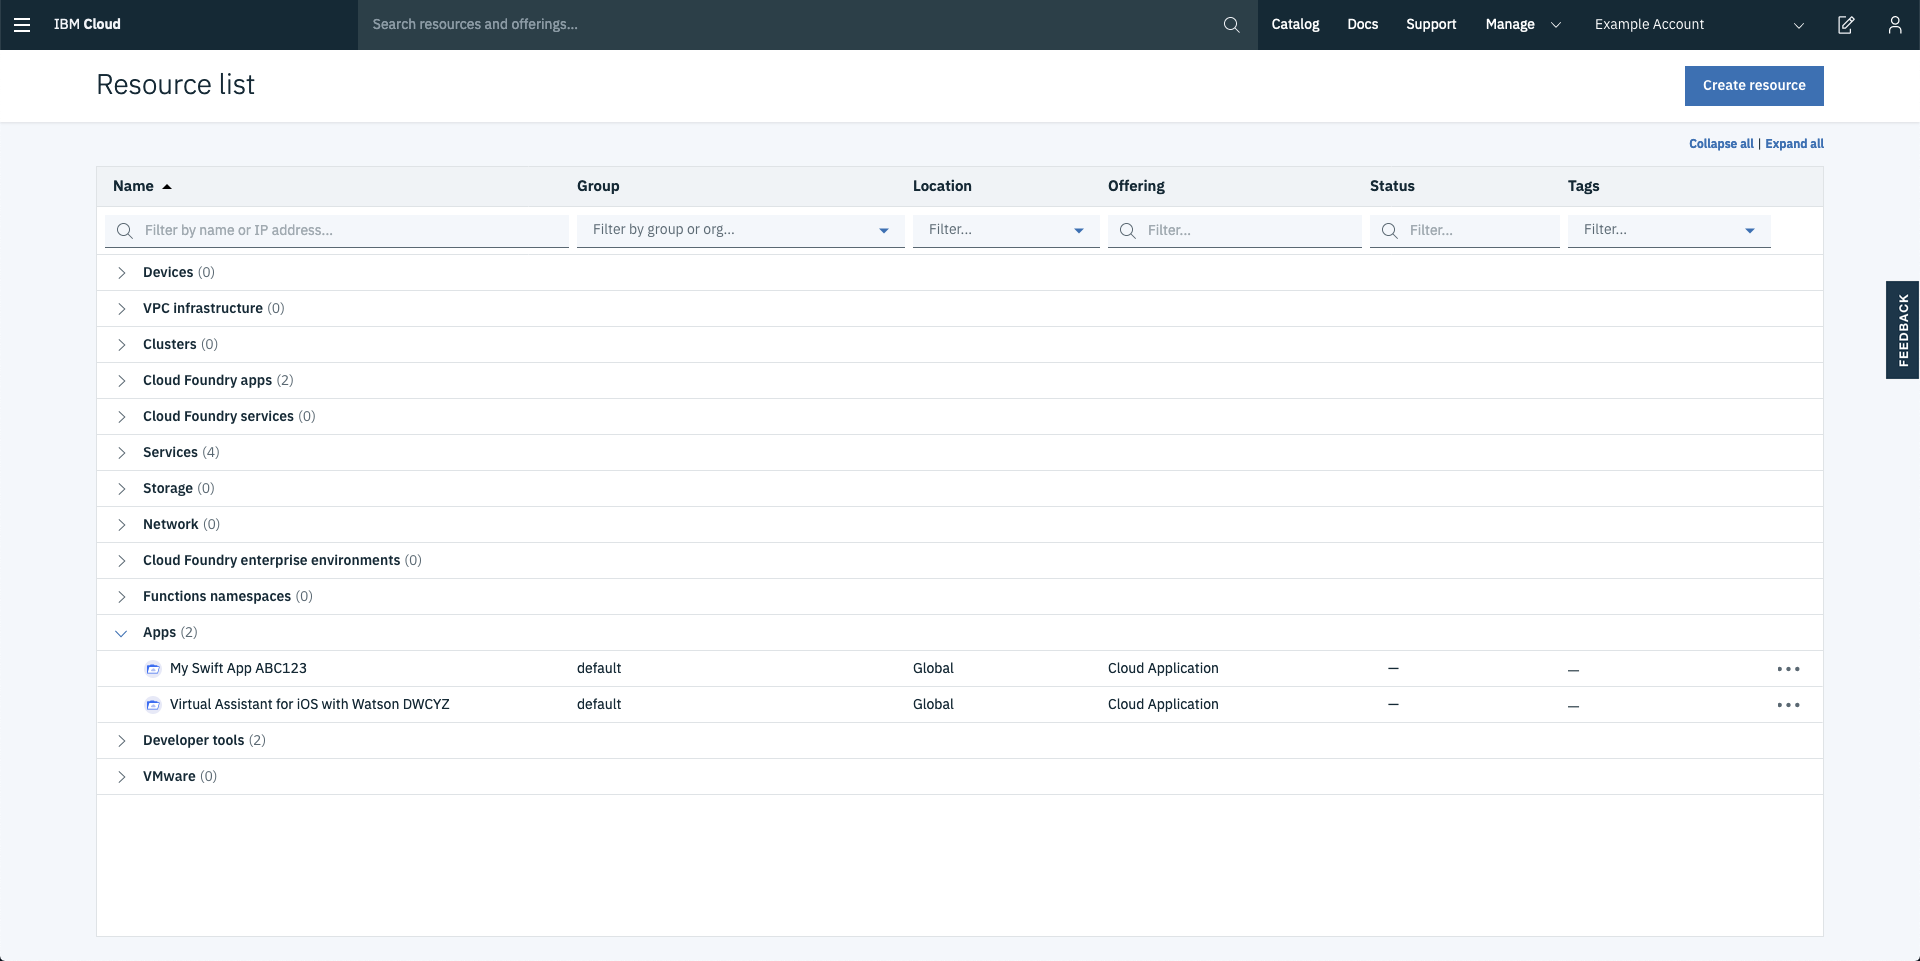 IBM Cloud
Search resources and offerings...
Catalog
Docs
Support
Manage
Example Account
Resource list
Create resource
Collapse all | Expand all
Name Group Location Offering Status Tags
Filter by name or IP address... Filter by group or org... Filter... Filter... Filter... Filter...
Devices (0)
VPC infrastructure (0)
FEEDBACK
Clusters (0)
Cloud Foundry apps (2)
Cloud Foundry services (0)
Services (4)
Storage (0)
Network (0)
Cloud Foundry enterprise environments (0)
Functions namespaces (0)
Apps (2)
My Swift App ABC123 default Global Cloud Application — —
Virtual Assistant for iOS with Watson DWCYZ default Global Cloud Application — —
Developer tools (2)
VMware (0)